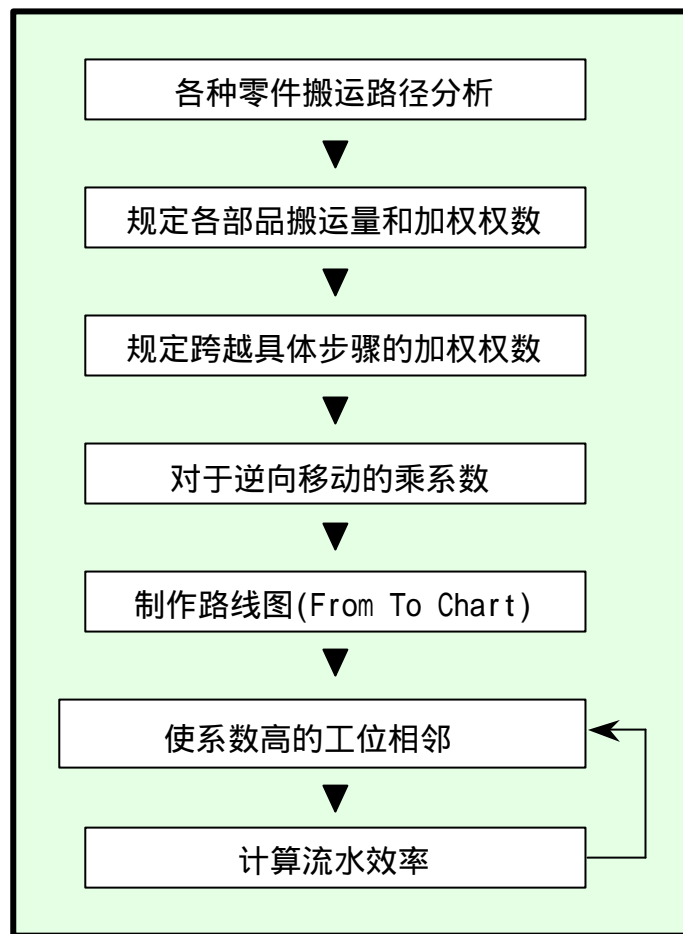 各种零件搬运路径分析
规定各部品搬运量和加权权数
规定跨越具体步骤的加权权数
对于逆向移动的乘系数
制作路线图(From To Chart)
使系数高的工位相邻
计算流水效率